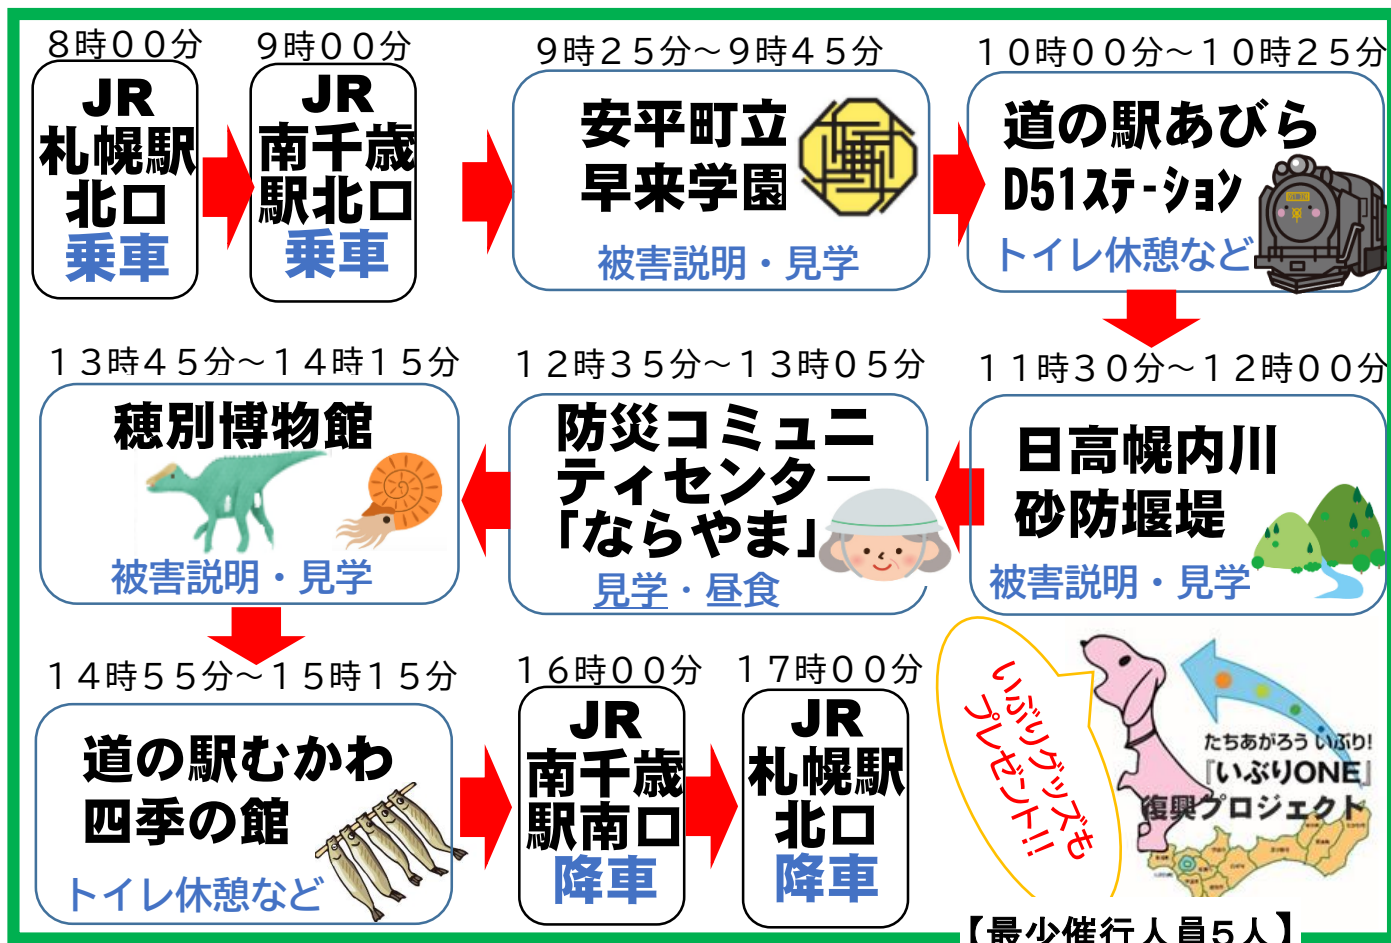 ８時００分
JR
札幌駅
北口
乗車
９時００分
JR
南千歳
駅北口
乗車
９時２５分～９時４５分
安平町立
早来学園
被害説明・見学
１０時００分～１０時２５分
道の駅あびら
D51ｽﾃ-ｼｮﾝ
トイレ休憩など
１１時３０分～１２時００分
日高幌内川
砂防堰堤
被害説明・見学
１２時３５分～１３時０５分
防災コミュニ
ティセンター
「ならやま」
見学・昼食
１３時４５分～１４時１５分
穂別博物館
被害説明・見学
１４時５５分～１５時１５分
道の駅むかわ
四季の館
トイレ休憩など
１６時００分
JR
南千歳
駅南口
降車
１７時００分
JR
札幌駅
北口
降車
いぶりグッズも
プレゼント!!
たちあがろう いぶり!
『いぶりONE』
復興プロジェクト
【最少催行人員5人】